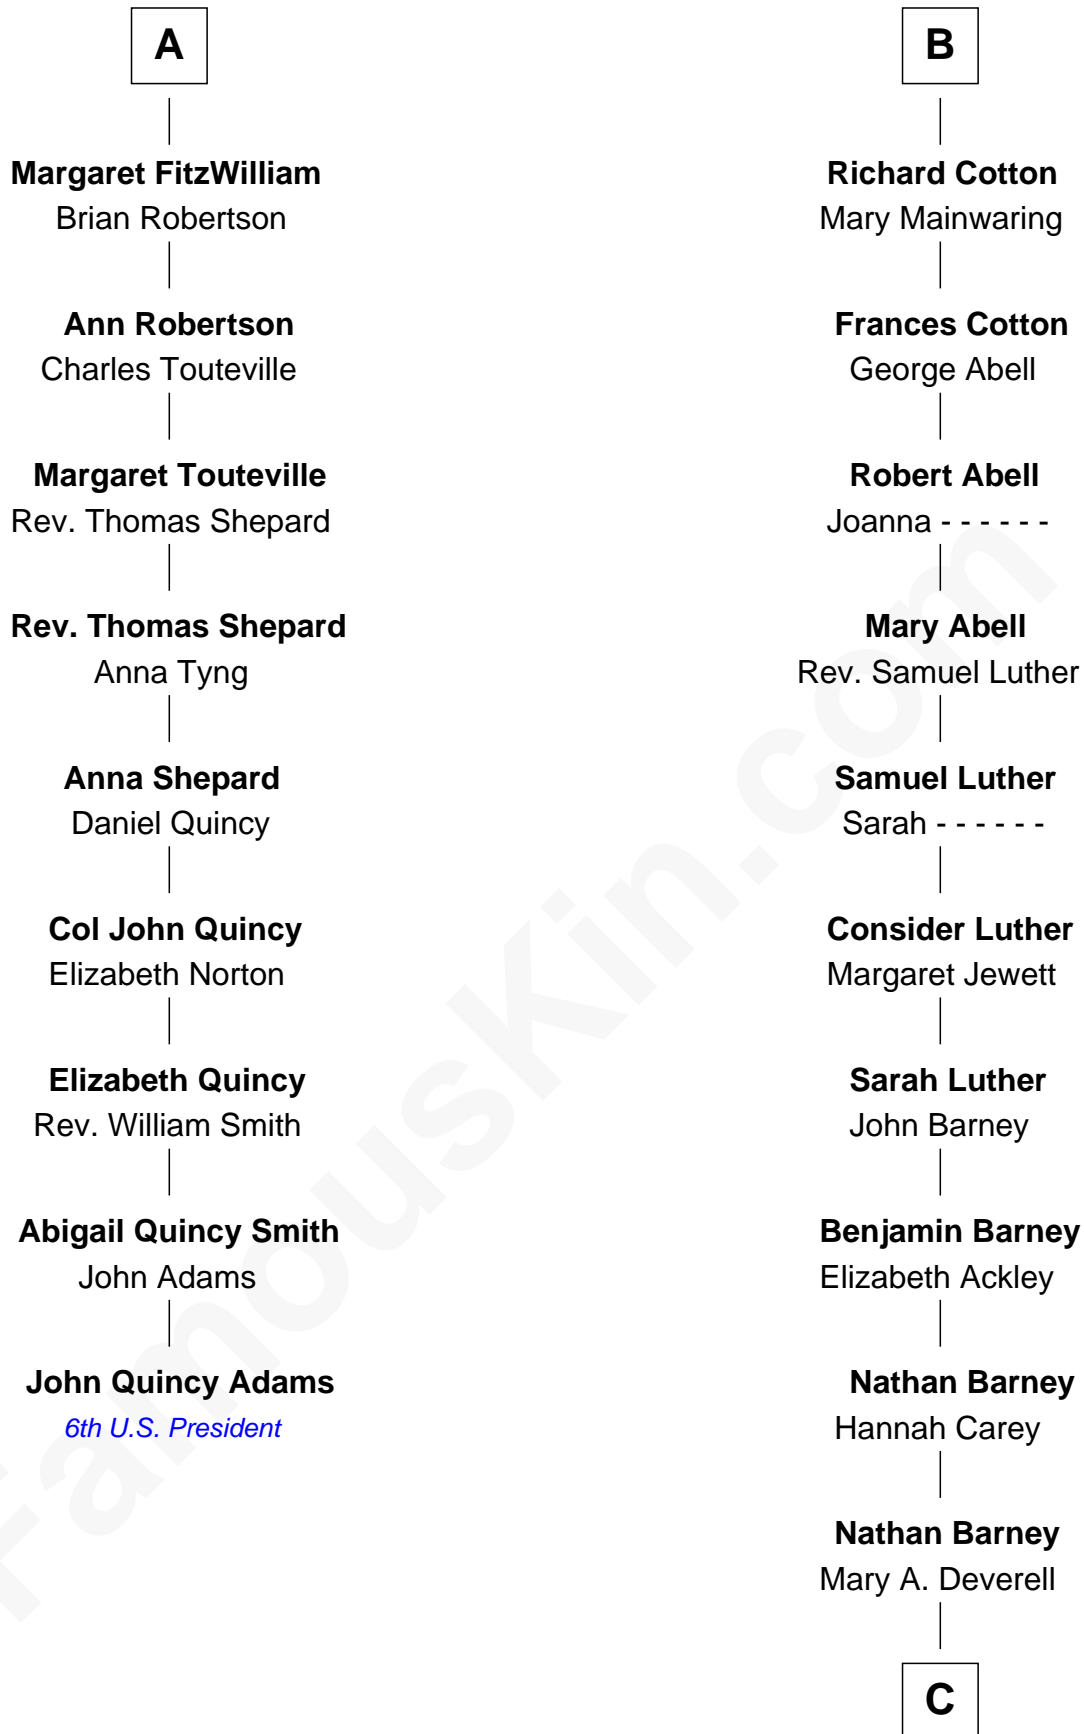 A
Margaret FitzWilliam
Brian Robertson
Ann Robertson
Charles Touteville
Margaret Touteville
Rev. Thomas Shepard
Rev. Thomas Shepard
Anna Tyng
Anna Shepard
Daniel Quincy
Col John Quincy
Elizabeth Norton
Elizabeth Quincy
Rev. William Smith
Abigail Quincy Smith
John Adams
John Quincy Adams
6th U.S. President
B
Richard Cotton
Mary Mainwaring
Frances Cotton
George Abell
Robert Abell
Joanna - - - - - -
Mary Abell
Rev. Samuel Luther
Samuel Luther
Sarah - - - - - -
Consider Luther
Margaret Jewett
Sarah Luther
John Barney
Benjamin Barney
Elizabeth Ackley
Nathan Barney
Hannah Carey
Nathan Barney
Mary A. Deverell
C
FamousKin.com